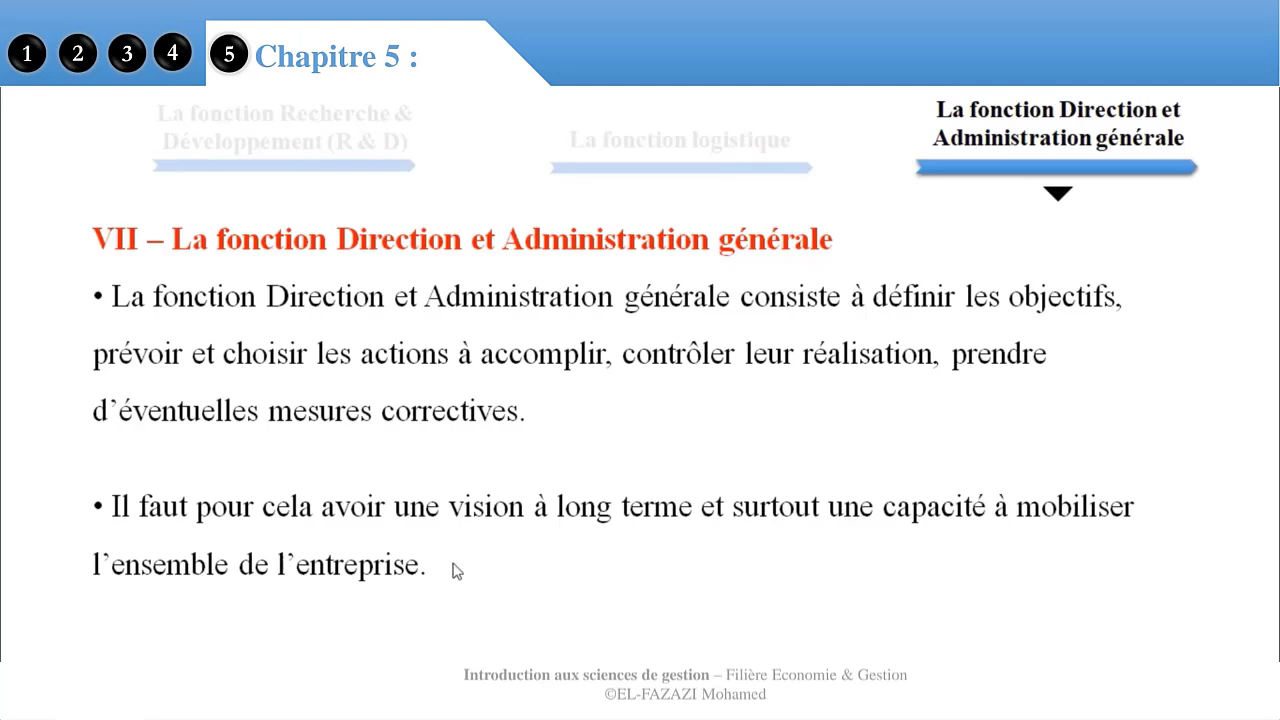 1 2 3 4 5 Chapitre 5 :
La fonction Recherche &
Développement (R & D)
La fonction logistique
La fonction Direction et
Administration générale
VII – La fonction Direction et Administration générale
• La fonction Direction et Administration générale consiste à définir les objectifs,
prévoir et choisir les actions à accomplir, contrôler leur réalisation, prendre
d’éventuelles mesures correctives.
• Il faut pour cela avoir une vision à long terme et surtout une capacité à mobiliser
l’ensemble de l’entreprise.
Introduction aux sciences de gestion – Filière Economie & Gestion
©EL-FAZAZI Mohamed